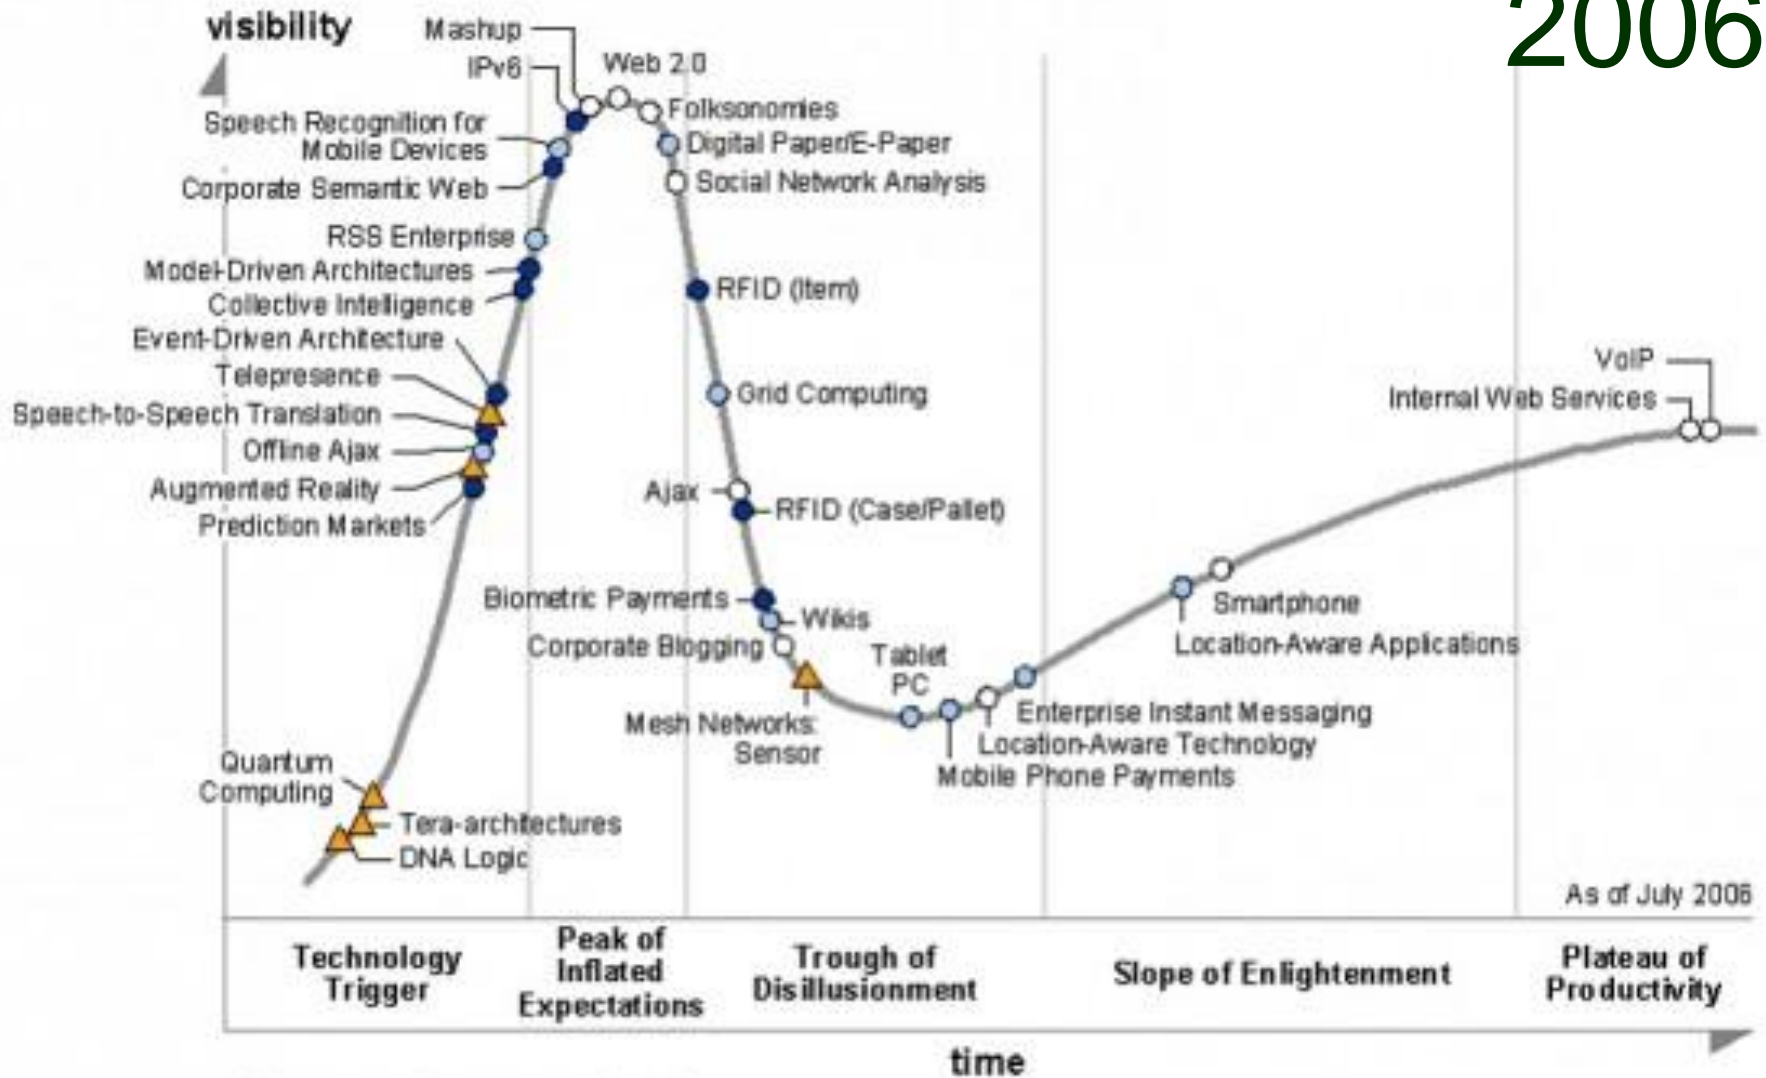 2006
visibility
Mashup
IPv6
Web 2.0
Speech Recognition for
Mobile Devices
Corporate Semantic Web
RSS Enterprise
Model-Driven Architectures
Collective Intelligence
Event-Driven Architecture
Telepresence
Speech-to-Speech Translation
Offline Ajax
Augmented Reality
Prediction Markets
Quantum
Computing
Tera-architectures
DNA Logic
Folksonomies
Digital Paper/E-Paper
Social Network Analysis
RFID (Item)
Grid Computing
Ajax
RFID (Case/Pallet)
Biometric Payments
Wikis
Corporate Blogging
Mesh Networks:
Sensor
Tablet
PC
Enterprise Instant Messaging
Location-Aware Technology
Mobile Phone Payments
Smartphone
Location-Aware Applications
VoIP
Internal Web Services
As of July 2006
Technology
Trigger
Peak of
Inflated
Expectations
Trough of
Disillusionment
Slope of Enlightenment
Plateau of
Productivity
time